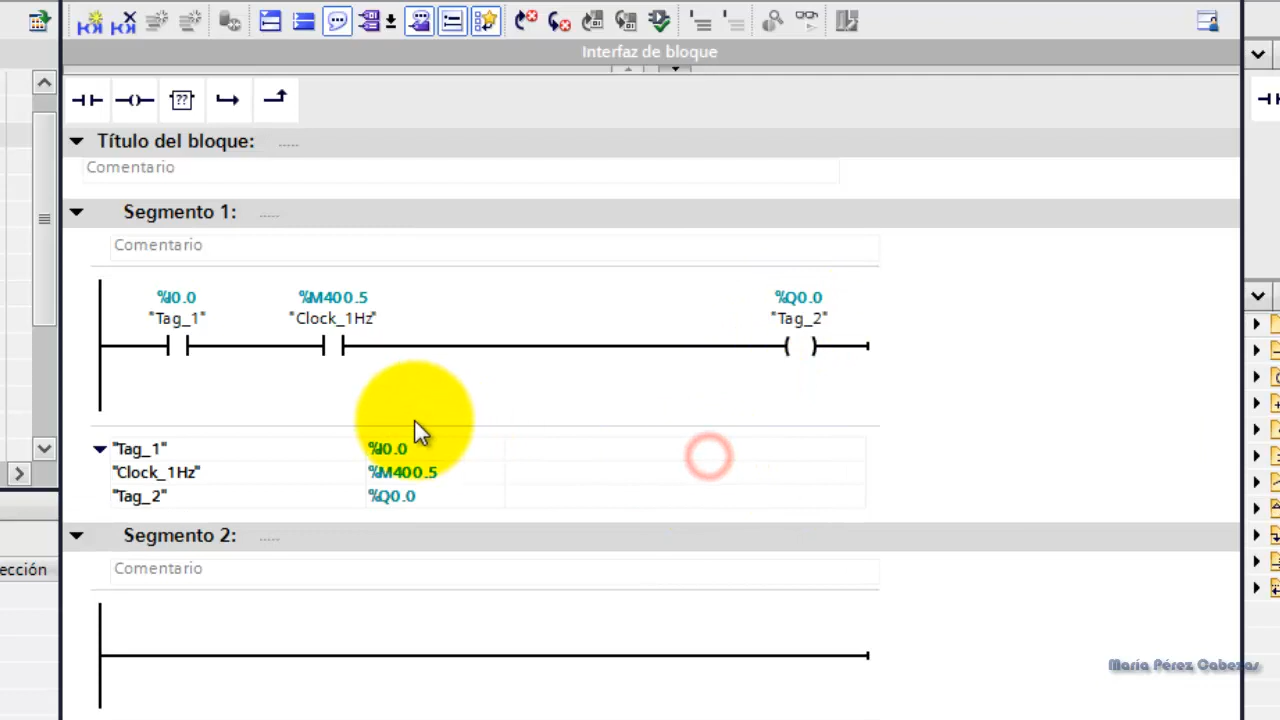 Interfaz de bloque
??
Título del bloque: .....
Comentario
Segmento 1: .....
Comentario
%I0.0 %M400.5 %Q0.0
"Tag_1" "Clock_1Hz" "Tag_2"
"Tag_1" %I0.0
"Clock_1Hz" %M400.5
"Tag_2" %Q0.0
Segmento 2: .....
ección
Comentario
María Pérez Cabezas